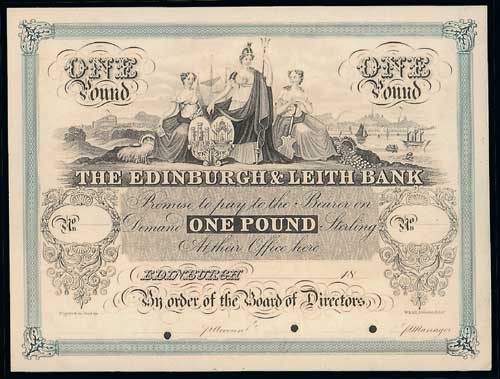 ONE Pound
ONE Pound
THE EDINBURGH & LEITH BANK
Promise to pay to the Bearer on
No
No
Demand ONE POUND Sterling
At their Office here
EDINBURGH 18
By order of the Board of Directors,
Manager